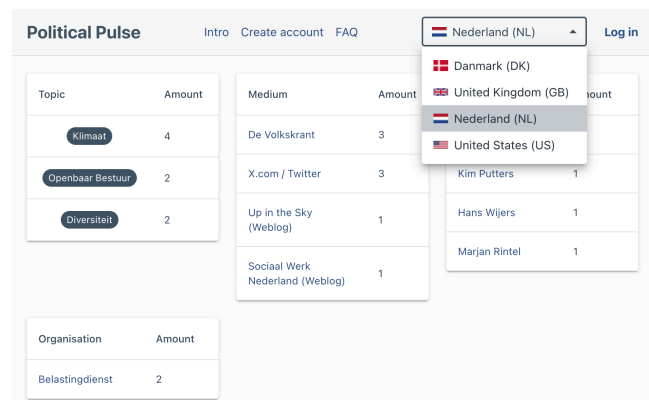 Political Pulse
Intro Create account FAQ
Nederland (NL)
Log in
Danmark (DK)
United Kingdom (GB)
Nederland (NL)
United States (US)
Topic Amount
Klimaat 4
Openbaar Bestuur 2
Diversiteit 2
Medium Amount
De Volkskrant 3
X.com / Twitter 3
Up in the Sky
(Weblog) 1
Sociaal Werk
Nederland (Weblog) 1
Kim Putters 1
Hans Wijers 1
Marjan Rintel 1
Organisation Amount
Belastingdienst 2